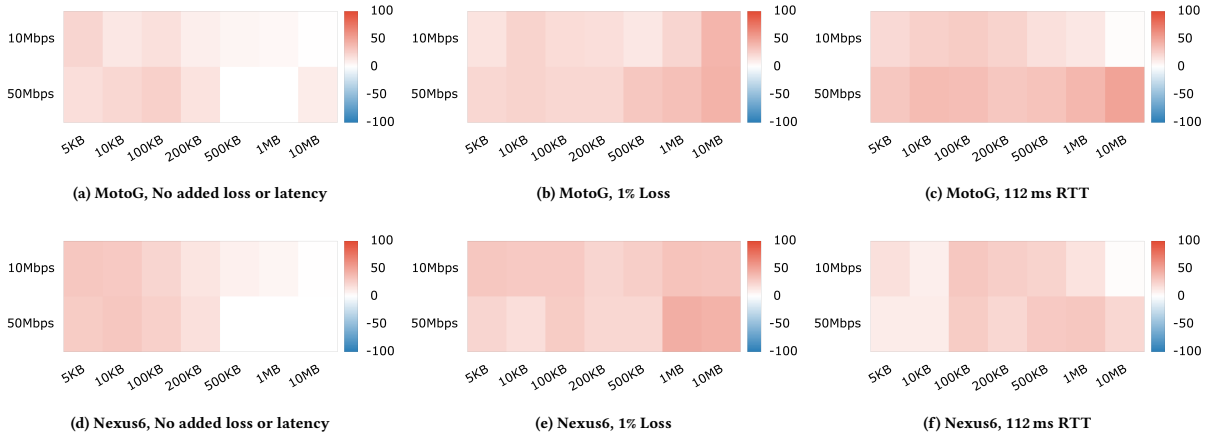 100
50
0
-50
-100
10Mbps
50Mbps
5KB 10KB 100KB 200KB 500KB 1MB 10MB
(a) MotoG, No added loss or latency
100
50
0
-50
-100
10Mbps
50Mbps
5KB 10KB 100KB 200KB 500KB 1MB 10MB
(b) MotoG, 1% Loss
100
50
0
-50
-100
10Mbps
50Mbps
5KB 10KB 100KB 200KB 500KB 1MB 10MB
(c) MotoG, 112 ms RTT
100
50
0
-50
-100
10Mbps
50Mbps
5KB 10KB 100KB 200KB 500KB 1MB 10MB
(d) Nexus6, No added loss or latency
100
50
0
-50
-100
10Mbps
50Mbps
5KB 10KB 100KB 200KB 500KB 1MB 10MB
(e) Nexus6, 1% Loss
100
50
0
-50
-100
10Mbps
50Mbps
5KB 10KB 100KB 200KB 500KB 1MB 10MB
(f) Nexus6, 112 ms RTT